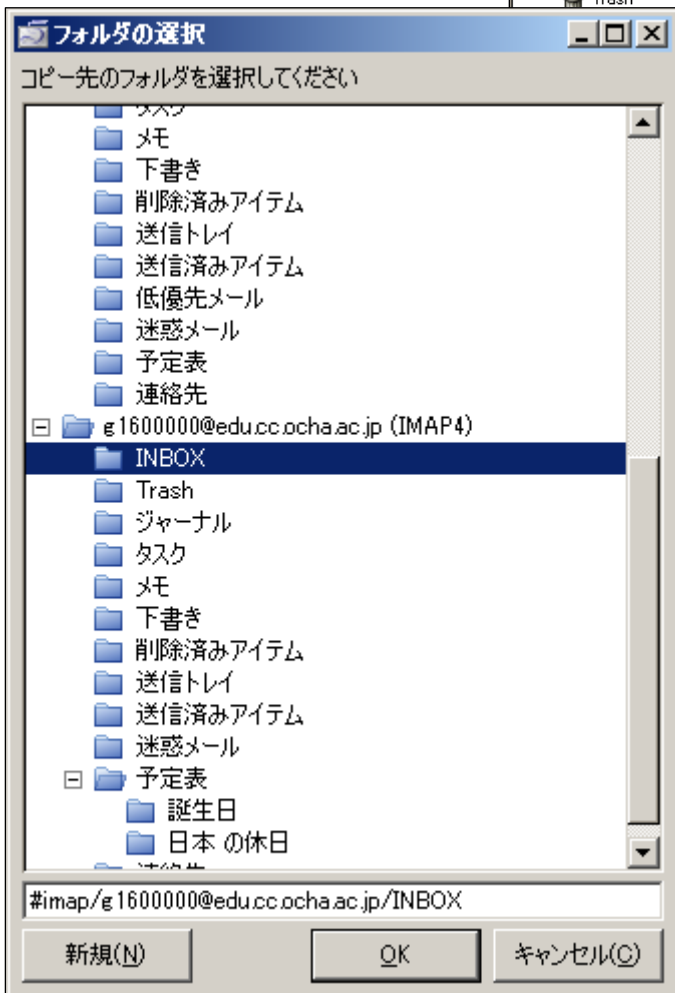 Trash
フォルダの選択
コピー先のフォルダを選択してください
タスク
メモ
下書き
削除済みアイテム
送信トレイ
送信済みアイテム
低優先メール
迷惑メール
予定表
連絡先
g1600000@edu.cc.ocha.ac.jp (IMAP4)
INBOX
Trash
ジャーナル
タスク
メモ
下書き
削除済みアイテム
送信トレイ
送信済みアイテム
迷惑メール
予定表
誕生日
日本 の休日
#imap/g1600000@edu.cc.ocha.ac.jp/INBOX
新規(N) OK キャンセル(C)